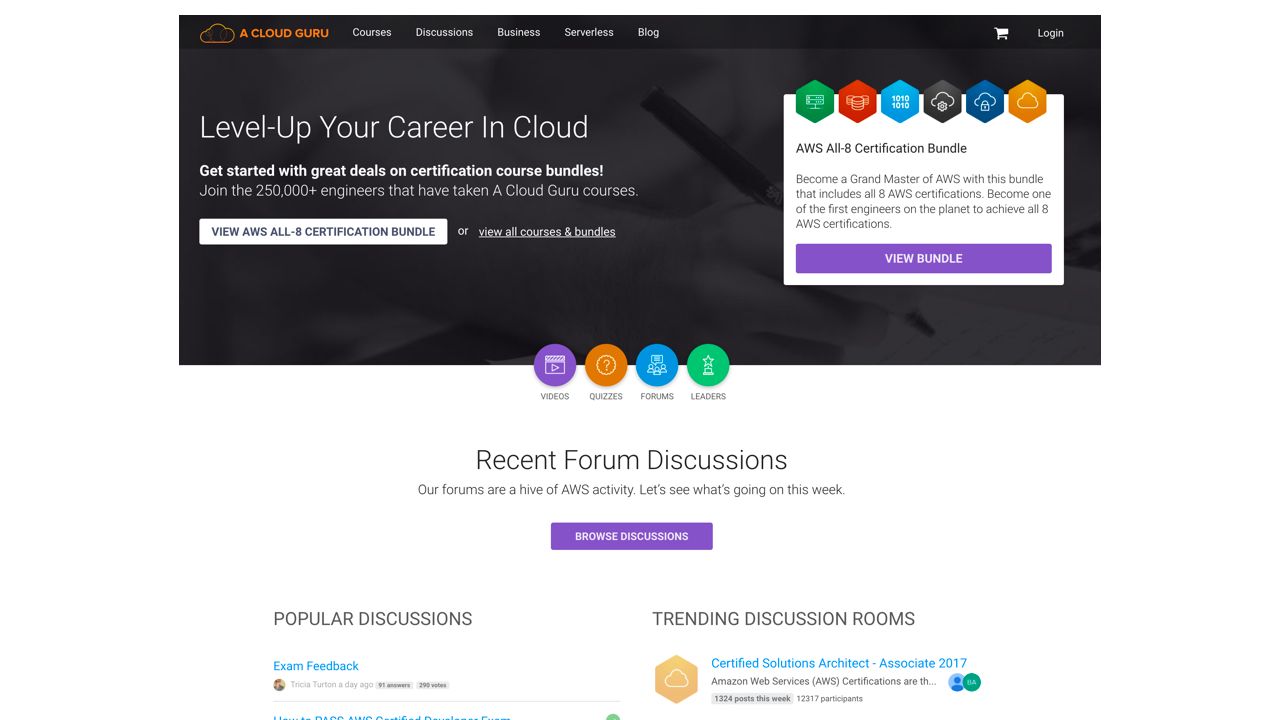 A CLOUD GURU
Courses
Discussions
Business
Serverless
Blog
Login
Level-Up Your Career In Cloud
Get started with great deals on certification course bundles!
Join the 250,000+ engineers that have taken A Cloud Guru courses.
VIEW AWS ALL-8 CERTIFICATION BUNDLE or view all courses & bundles
1010
1010
AWS All-8 Certification Bundle
Become a Grand Master of AWS with this bundle
that includes all 8 AWS certifications. Become one
of the first engineers on the planet to achieve all 8
AWS certifications.
VIEW BUNDLE
VIDEOS
QUIZZES
FORUMS
LEADERS
Recent Forum Discussions
Our forums are a hive of AWS activity. Let's see what's going on this week.
BROWSE DISCUSSIONS
POPULAR DISCUSSIONS
Exam Feedback
Tricia Turton a day ago 91 answers 290 votes
How to PASS AWS Certified Developer Exam
TRENDING DISCUSSION ROOMS
Certified Solutions Architect - Associate 2017
Amazon Web Services (AWS) Certifications are th...
BA
1324 posts this week 12317 participants